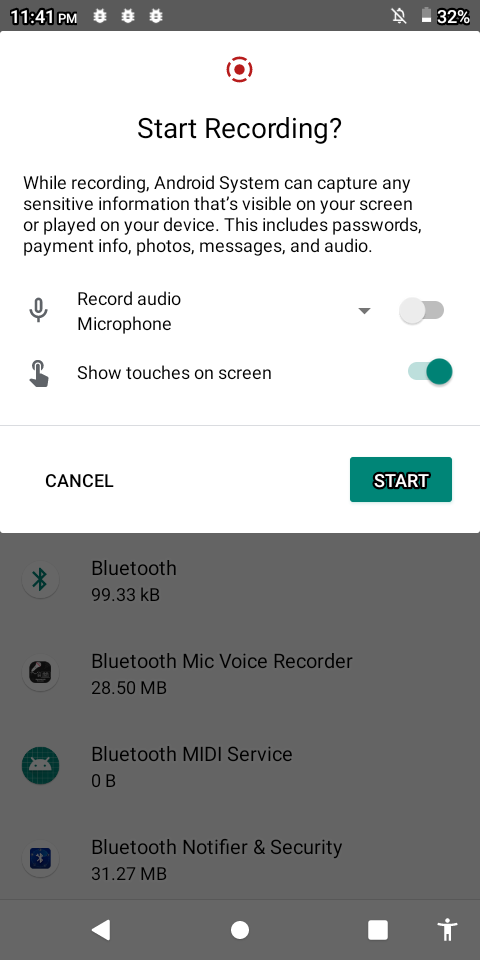 11:41 PM
32%
Start Recording?
While recording, Android System can capture any
sensitive information that’s visible on your screen
or played on your device. This includes passwords,
payment info, photos, messages, and audio.
Record audio
Microphone
Show touches on screen
CANCEL
START
Bluetooth
99.33 kB
Bluetooth Mic Voice Recorder
28.50 MB
Bluetooth MIDI Service
0 B
Bluetooth Notifier & Security
31.27 MB